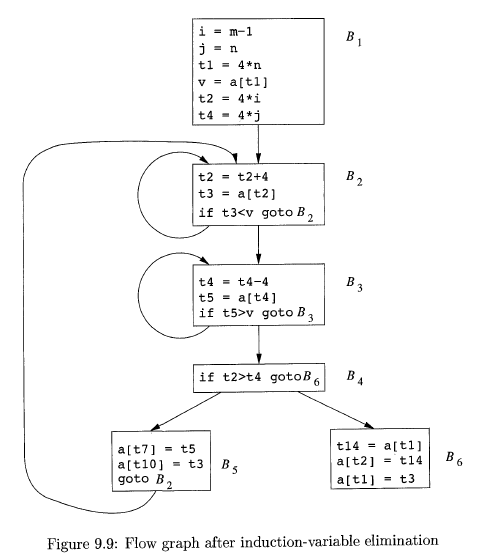 i = m-1
j = n
t1 = 4*n
v = a[t1]
t2 = 4*i
t4 = 4*j
B1
t2 = t2+4
t3 = a[t2]
if t3<v goto B2
B2
t4 = t4-4
t5 = a[t4]
if t5>v goto B3
B3
if t2>t4 goto B6
B4
a[t7] = t5
a[t10] = t3
goto B2
B5
t14 = a[t1]
a[t2] = t14
a[t1] = t3
B6
Figure 9.9: Flow graph after induction-variable elimination